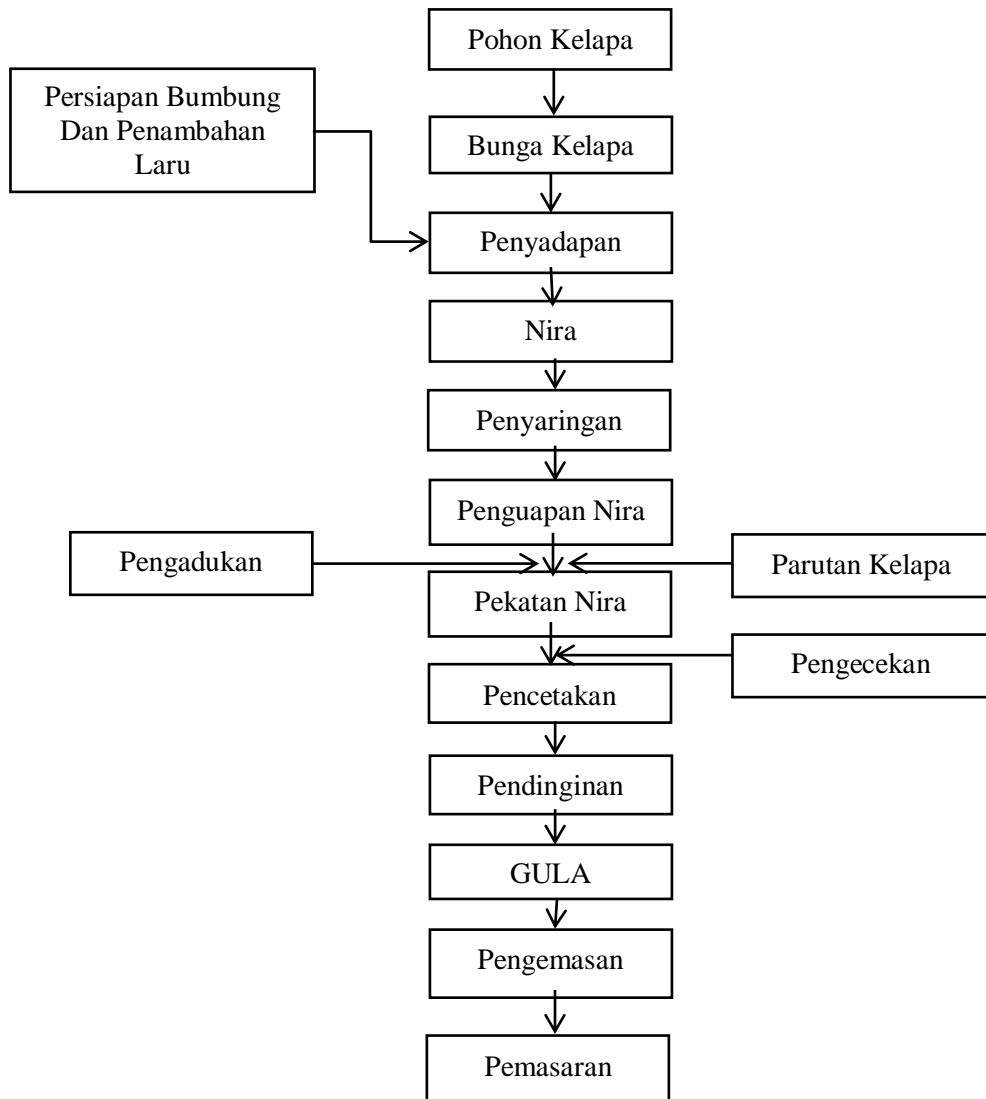 Pohon Kelapa
Persiapan Bumbung
Dan Penambahan
Laru
Bunga Kelapa
Penyadapan
Nira
Penyaringan
Penguapan Nira
Pengadukan
Parutan Kelapa
Pekatan Nira
Pengecekan
Pencetakan
Pendinginan
GULA
Pengemasan
Pemasaran